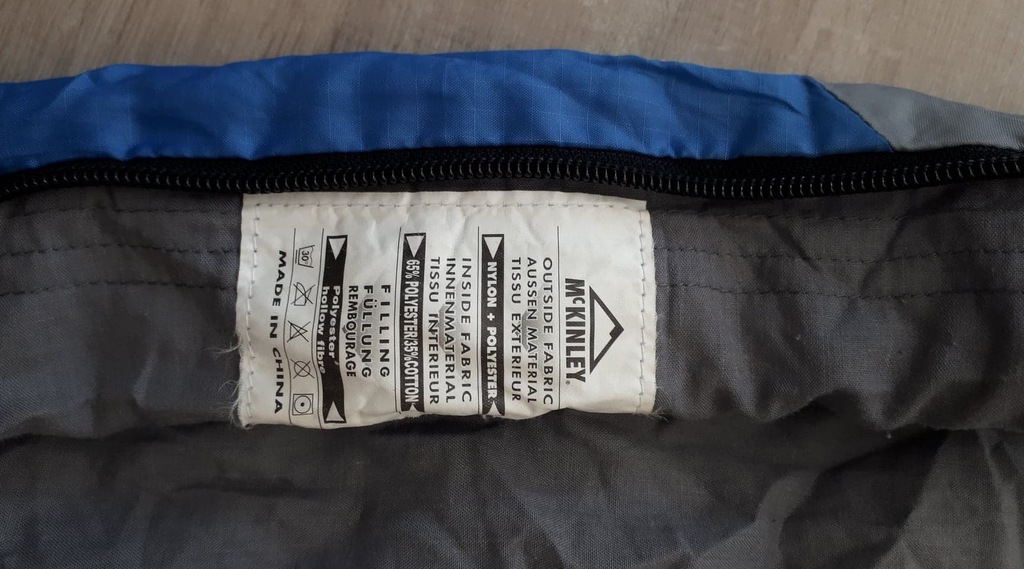 McKINLEY®
OUTSIDE FABRIC
AUSSEN MATERIAL
TISSU EXTERIEUR
NYLON + POLYESTER
INSIDE FABRIC
INNENMATERIAL
TISSU INTERIEUR
65% POLYESTER/35%COTTON
FILLING
FÜLLUNG
REMBOURAGE
Polyester
hollow fibre
30°
MADE IN CHINA